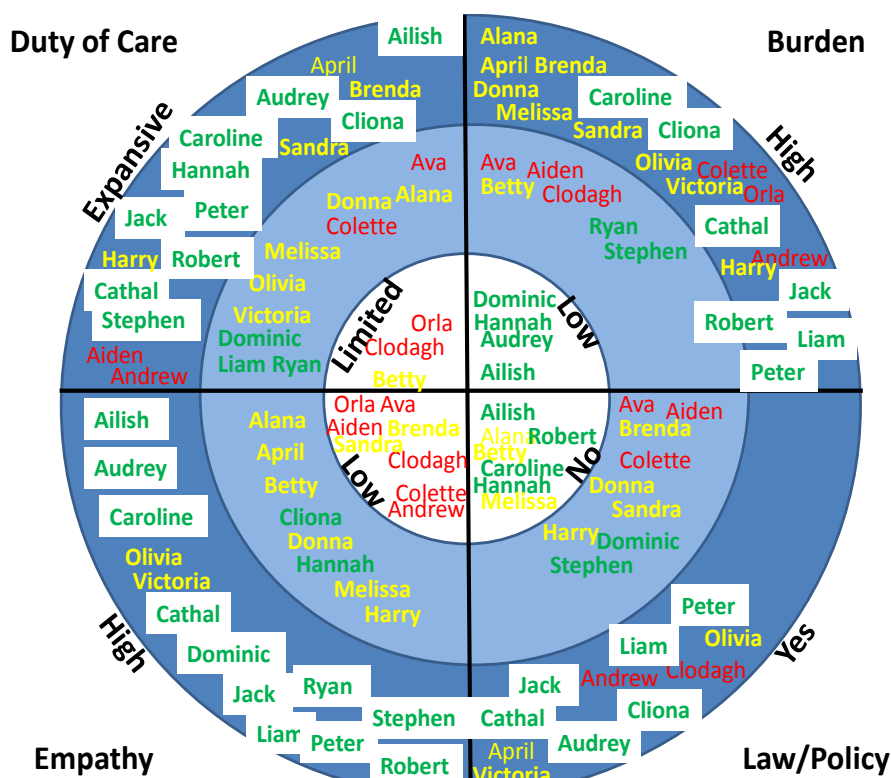 Duty of Care
Burden
Ailish
April
Brenda
Audrey
Cliona
Caroline
Sandra
Hannah
Expansive
Ava
Donna Alana
Colette
Jack
Peter
Harry
Robert
Melissa
Cathal
Olivia
Stephen
Victoria
Dominic
Liam Ryan
Aiden
Andrew
Limited
Orla
Clodagh
Betty
Alana
April Brenda
Donna
Melissa
Caroline
Sandra
Cliona
High
Olivia
Colette
Victoria
Orla
Ava
Aiden
Betty
Clodagh
Ryan
Stephen
Cathal
Andrew
Harry
Jack
Robert
Liam
Peter
Dominic
Low
Hannah
Audrey
Ailish
Ailish
Audrey
Caroline
Olivia
Victoria
Cathal
High
Dominic
Jack
Ryan
Liam
Peter
Stephen
Robert
Alana
April
Betty
Cliona
Donna
Hannah
Melissa
Harry
Orla Ava
Aiden
Brenda
Sandra
Low
Clodagh
Colette
Andrew
Empathy
Ailish
Alana
Robert
Betty
Caroline
No
Hannah
Melissa
Ava
Aiden
Brenda
Colette
Donna
Sandra
Harry
Dominic
Stephen
Peter
Olivia
Yes
Liam
Clodagh
Andrew
Jack
Cliona
Cathal
Audrey
April
Victoria
Law/Policy